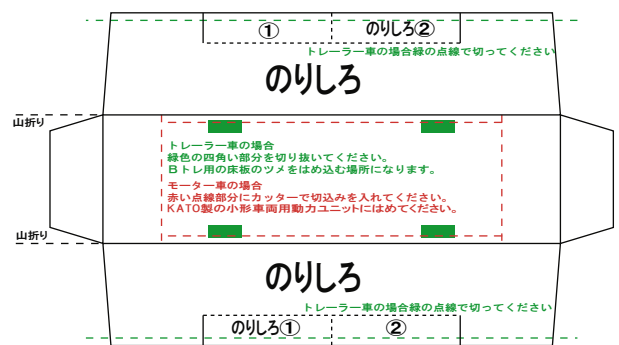 ① のりしろ②
トレーラー車の場合緑の点線で切ってください
のりしろ
山折り
トレーラー車の場合
緑色の四角い部分を切り抜いてください。
Bトレ用の床板のツメをはめ込む場所になります。
モーター車の場合
赤い点線部分にカッターで切込みを入れてください。
KATO製の小形車両用動力ユニットにはめてください。
山折り
のりしろ
トレーラー車の場合緑の点線で切ってください
のりしろ① ②